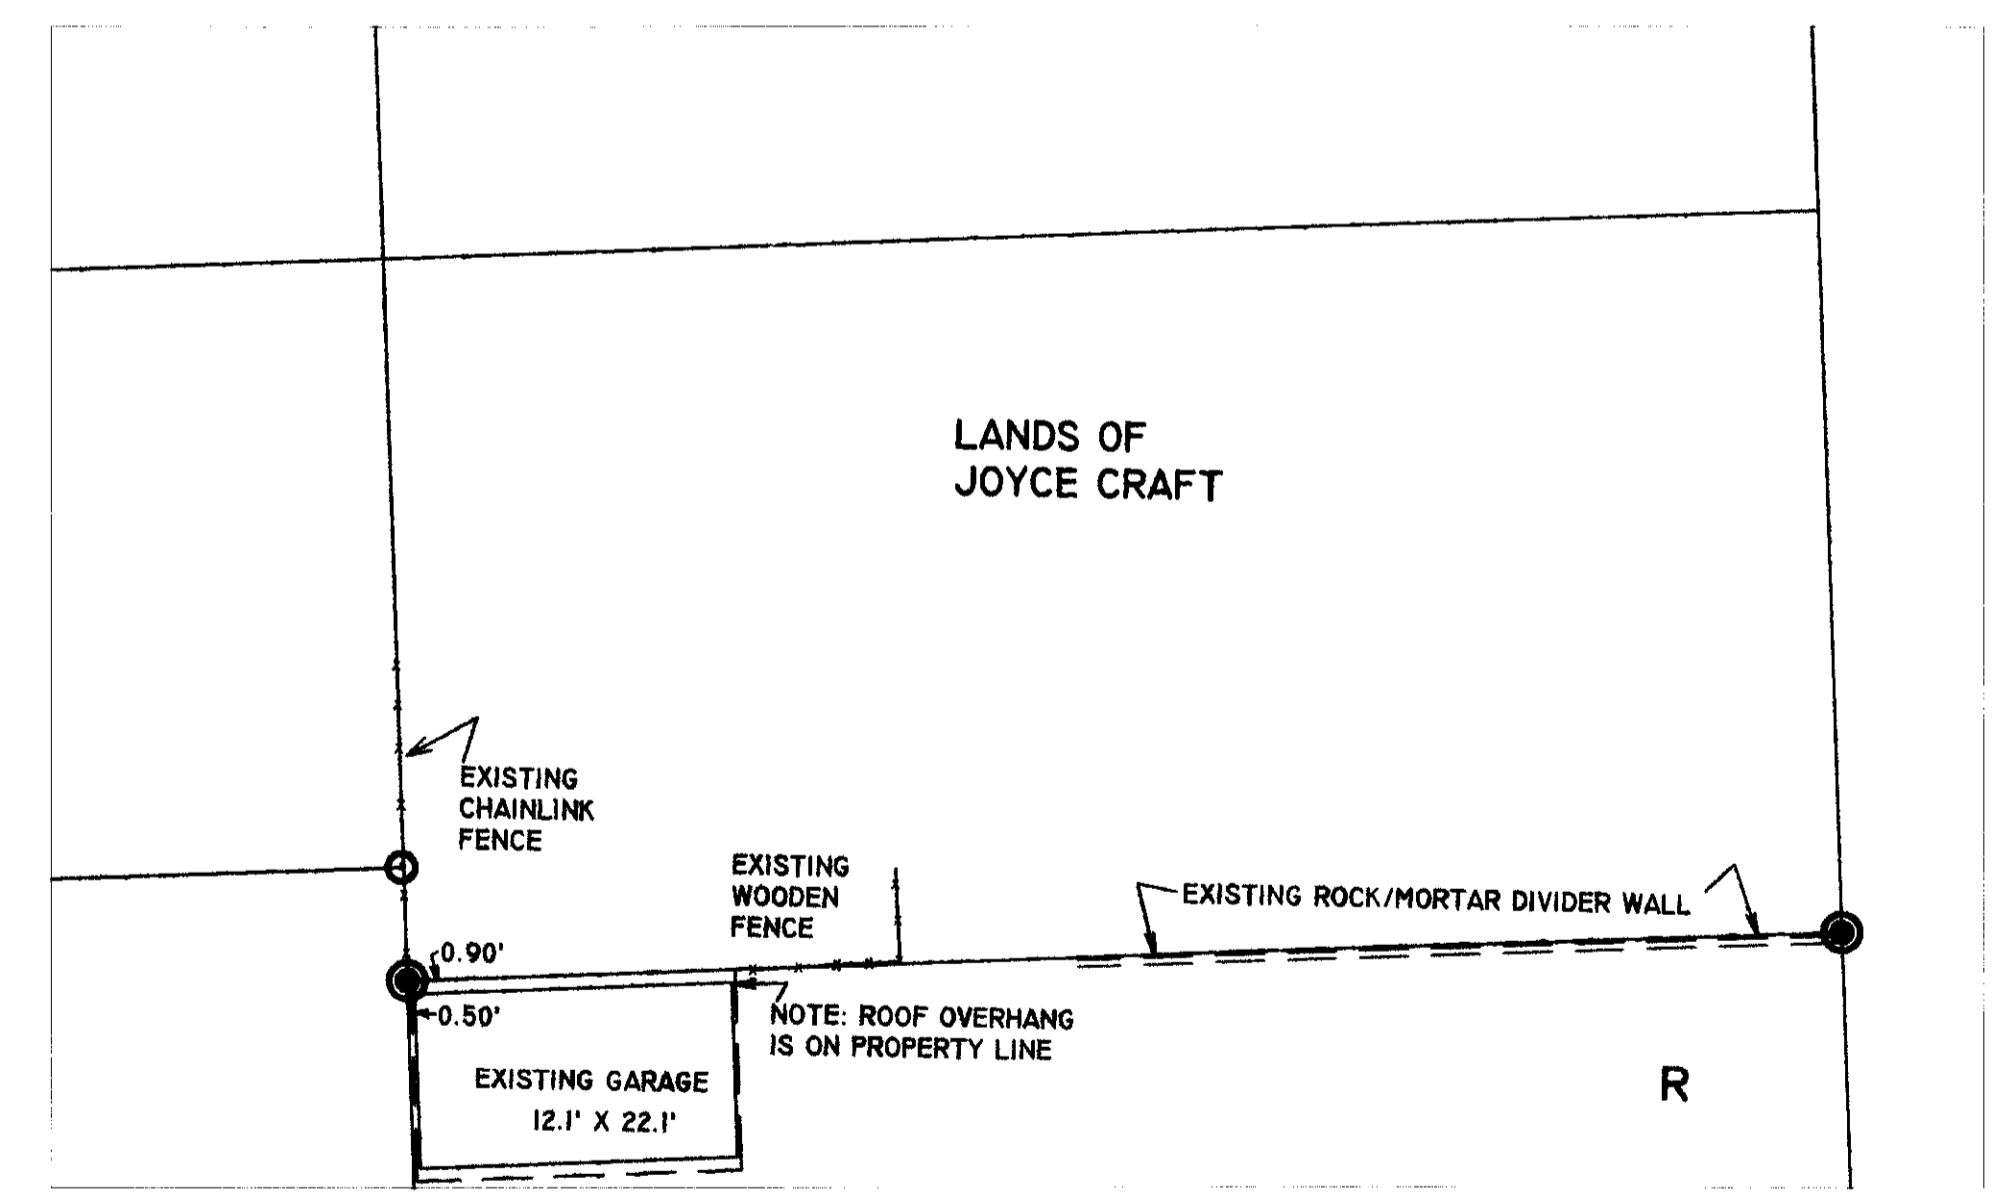 LANDS OF
JOYCE CRAFT
EXISTING
CHAINLINK
FENCE
EXISTING
WOODEN
FENCE
EXISTING ROCK/MORTAR DIVIDER WALL
0.90'
0.50'
NOTE: ROOF OVERHANG
IS ON PROPERTY LINE
EXISTING GARAGE
12.1' X 22.1'
R